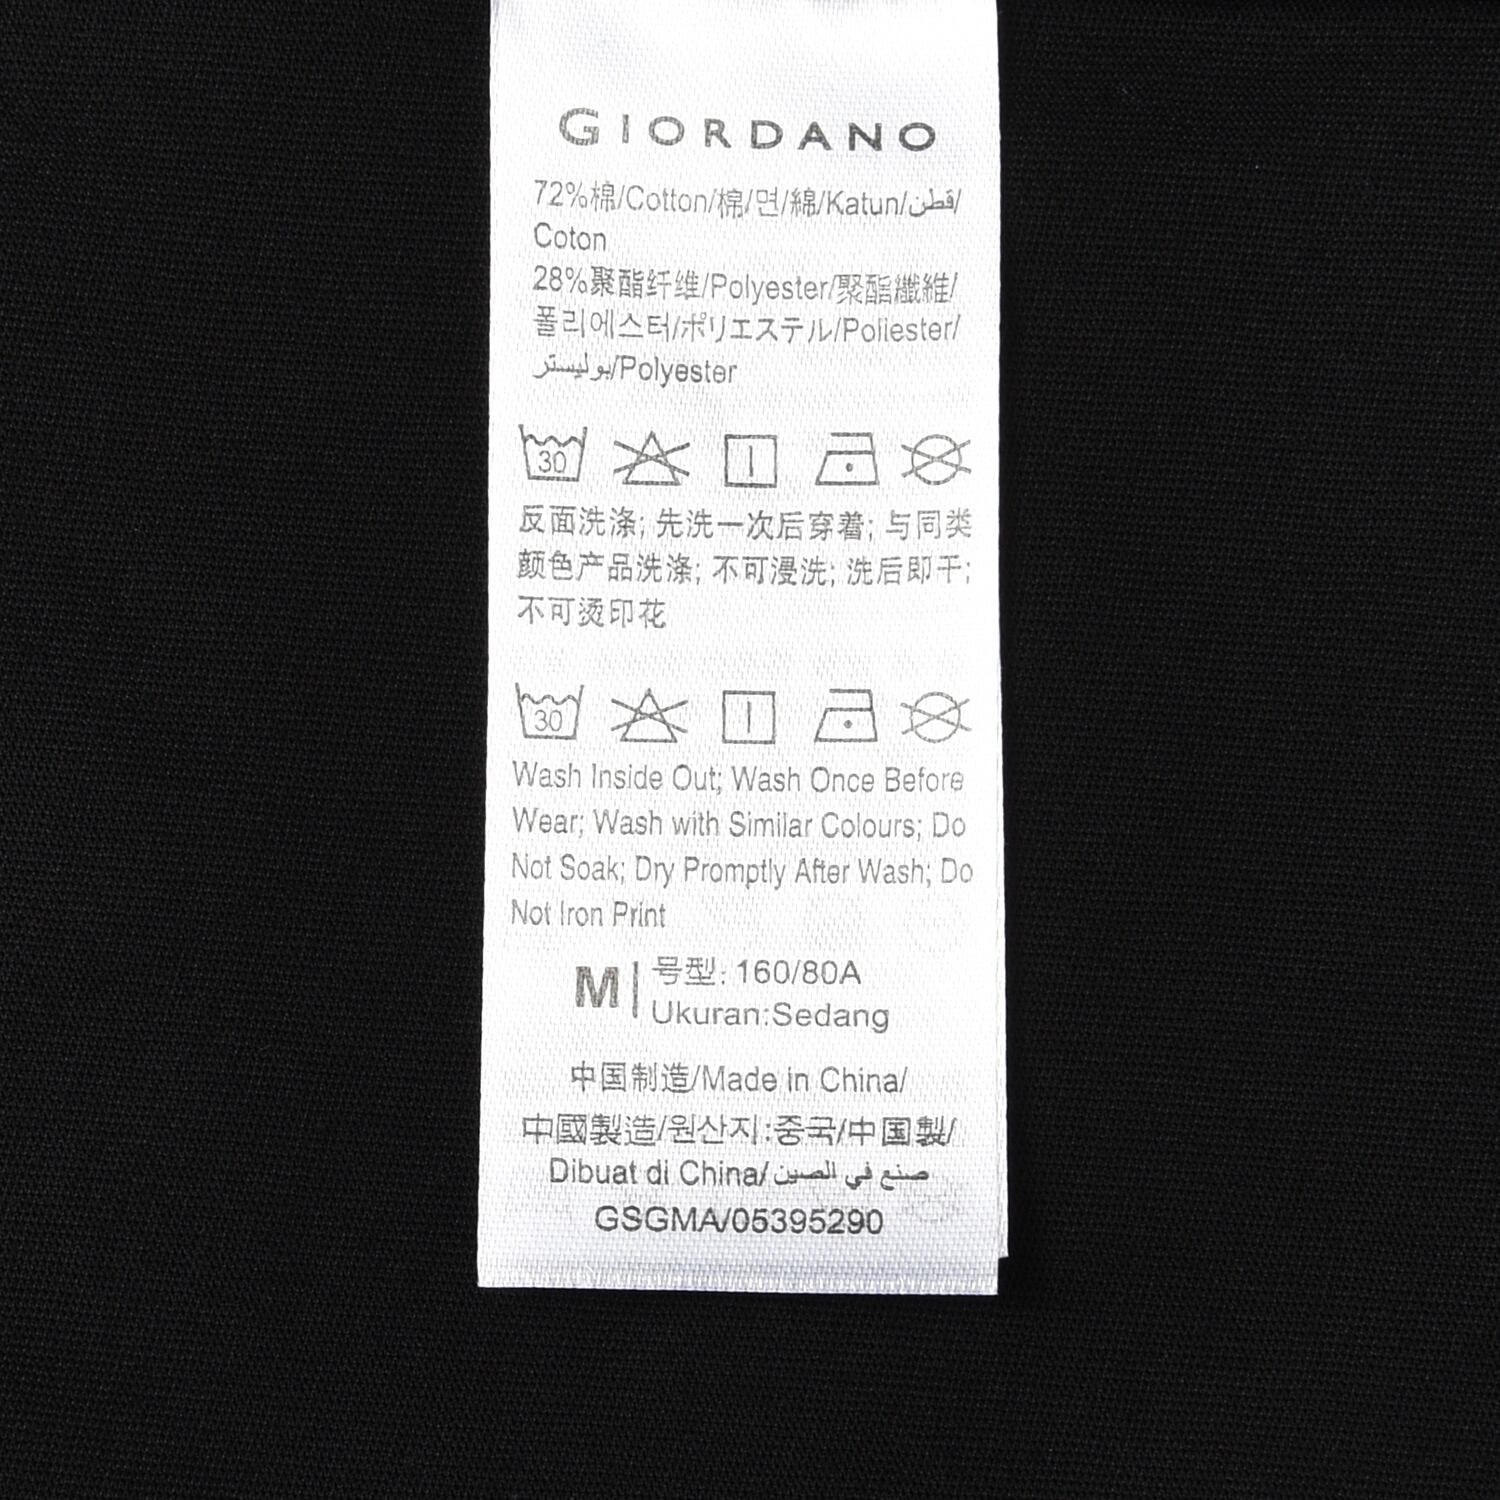 GIORDANO
72%棉/Cotton/棉/면/綿/Katun/قطن/
Coton
28%聚酯纤维/Polyester/聚酯纖維/
폴리에스터/ポリエステル/Poliester/
بوليستر/Polyester
30
反面洗涤; 先洗一次后穿着; 与同类
颜色产品洗涤; 不可浸洗; 洗后即干;
不可烫印花
30
Wash Inside Out; Wash Once Before
Wear; Wash with Similar Colours; Do
Not Soak; Dry Promptly After Wash; Do
Not Iron Print
M 号型: 160/80A
Ukuran:Sedang
中国制造/Made in China/
中國製造/원산지:중국/中国製/
Dibuat di China/صنع في الصين
GSGMA/05395290